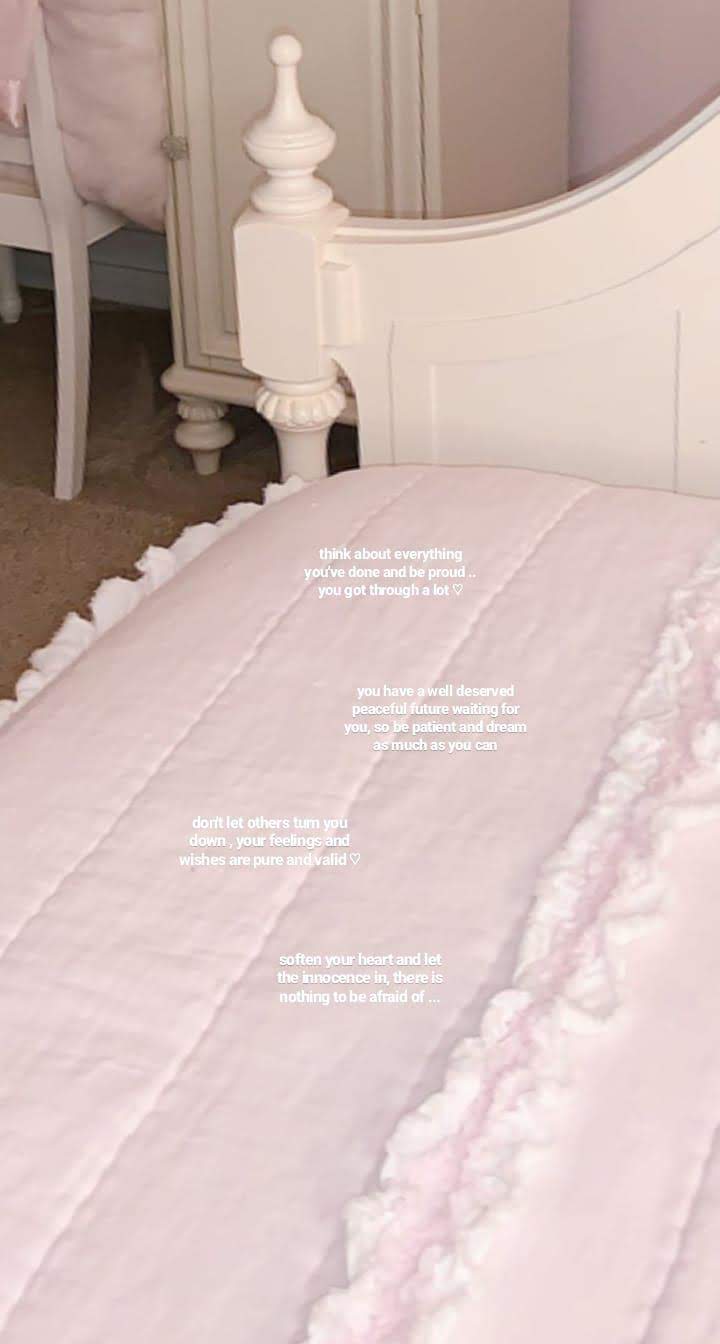 think about everything
you've done and be proud ..
you got through a lot ♡
you have a well deserved
peaceful future waiting for
you, so be patient and dream
as much as you can
don't let others turn you
down , your feelings and
wishes are pure and valid ♡
soften your heart and let
the innocence in, there is
nothing to be afraid of ...